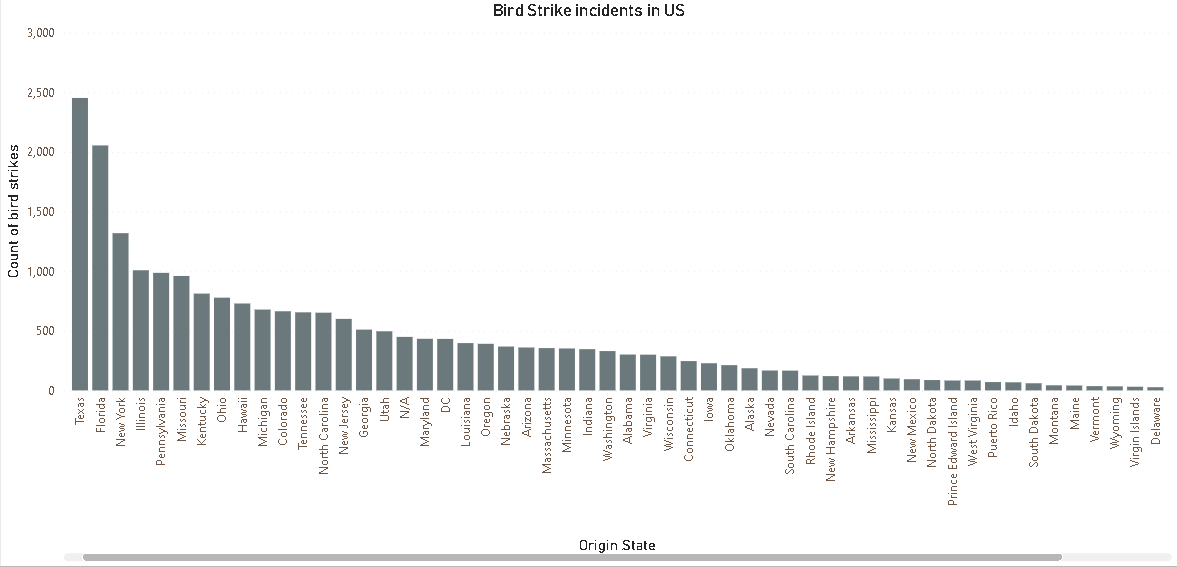 Bird Strike incidents in US
3,000
2,500
2,000
1,500
1,000
500
0
Count of bird strikes
Texas
Florida
New York
Illinois
Pennsylvania
Missouri
Kentucky
Ohio
Hawaii
Michigan
Colorado
Tennessee
North Carolina
New Jersey
Georgia
Utah
N/A
Maryland
DC
Louisiana
Oregon
Nebraska
Arizona
Massachusetts
Minnesota
Indiana
Washington
Alabama
Virginia
Wisconsin
Connecticut
Iowa
Oklahoma
Alaska
Nevada
South Carolina
Rhode Island
New Hampshire
Arkansas
Mississippi
Kansas
New Mexico
North Dakota
Prince Edward Island
West Virginia
Puerto Rico
Idaho
South Dakota
Montana
Maine
Vermont
Wyoming
Virgin Islands
Delaware
Origin State